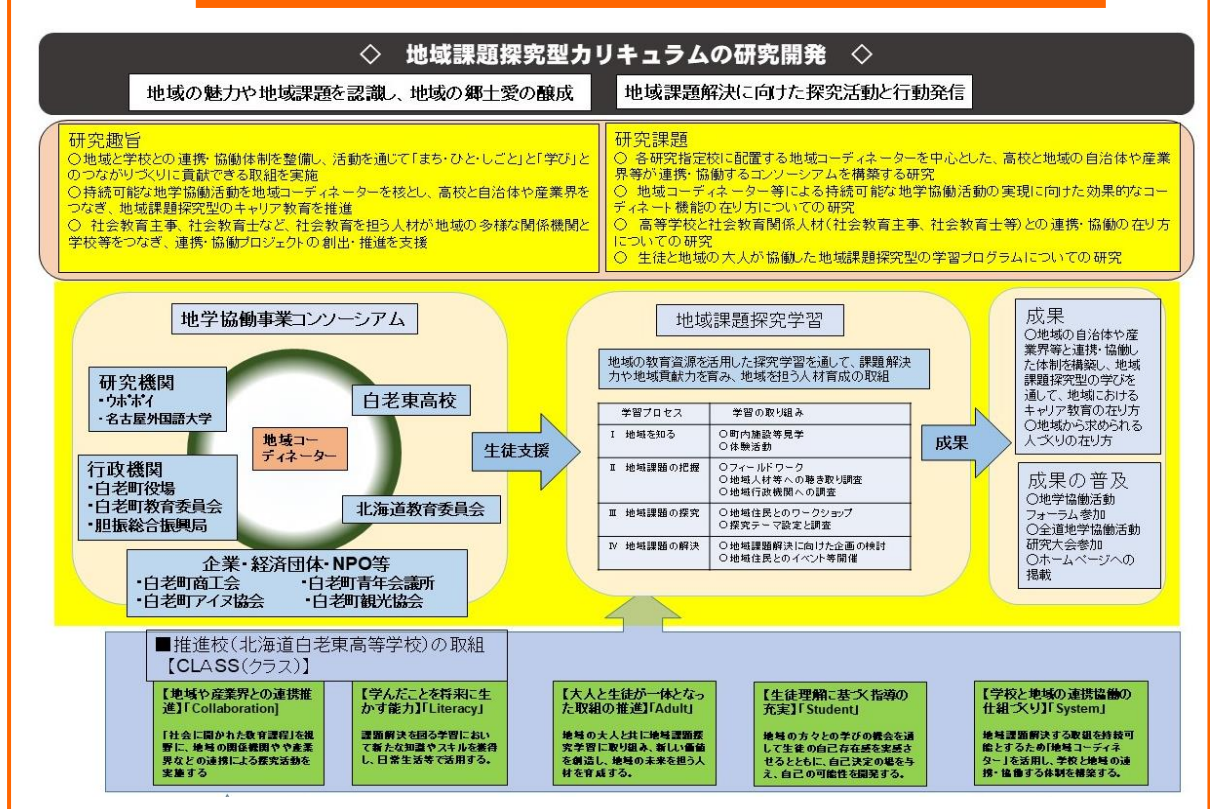 ◇ 地域課題探究型カリキュラムの研究開発 ◇
地域の魅力や地域課題を認識し、地域の郷土愛の醸成
地域課題解決に向けた探究活動と行動発信
研究趣旨
○地域と学校との連携・協働体制を整備し、活動を通じて「まち・ひと・しごと」と「学び」と
のつながりづくりに貢献できる取組を実施
○持続可能な地学協働活動を地域コーディネーターを核とし、高校と自治体や産業界を
つなぎ、地域課題探究型のキャリア教育を推進
○ 社会教育主事、社会教育士など、社会教育を担う人材が地域の多様な関係機関と
学校等をつなぎ、連携・協働プロジェクトの創出・推進を支援
研究課題
○ 各研究指定校に配置する地域コーディネーターを中心とした、高校と地域の自治体や産業
界等が連携・協働するコンソーシアムを構築する研究
○ 地域コーディネーター等による持続可能な地学協働活動の実現に向けた効果的なコー
ディネート機能の在り方についての研究
○ 高等学校と社会教育関係人材(社会教育主事、社会教育士等)との連携・協働の在り方
についての研究
○ 生徒と地域の大人が協働した地域課題探究型の学習プログラムについての研究
地学協働事業コンソーシアム
研究機関
・ウポポイ
・名古屋外国語大学
白老東高校
地域コー
ディネーター
行政機関
・白老町役場
・白老町教育委員会
・胆振総合振興局
北海道教育委員会
企業・経済団体・NPO等
・白老町商工会 ・白老町青年会議所
・白老町アイヌ協会 ・白老町観光協会
生徒支援
地域課題探究学習
地域の教育資源を活用した探究学習を通して、課題解決
力や地域貢献力を育み、地域を担う人材育成の取組
学習プロセス 学習の取り組み
Ⅰ 地域を知る ○町内施設等見学
○体験活動
Ⅱ 地域課題の把握 ○フィールドワーク
○地域人材等への聴き取り調査
○地域行政機関への調査
Ⅲ 地域課題の探究 ○地域住民とのワークショップ
○探究テーマ設定と調査
Ⅳ 地域課題の解決 ○地域課題解決に向けた企画の検討
○地域住民とのイベント等開催
成果
成果
○地域の自治体や産
業界等と連携・協働し
た体制を構築し、地域
課題探究型の学びを
通して、地域における
キャリア教育の在り方
○地域から求められる
人づくりの在り方
成果の普及
○地学協働活動
フォーラム参加
○全道地学協働活動
研究大会参加
○ホームページへの
掲載
■推進校(北海道白老東高等学校)の取組
【CLASS(クラス)】
【地域や産業界との連携推
進】「Collaboration]
「社会に開かれた教育課程」を視
野に、地域の関係機関やや産業
界などの連携による探究活動を
実施する
【学んだことを将来に生
かす能力】「Literacy」
課題解決を図る学習におい
て新たな知識やスキルを獲得
し、日常生活等で活用する。
【大人と生徒が一体となっ
た取組の推進】「Adult」
地域の大人と共に地域課題探
究学習に取り組み、新しい価値
を創造し、地域の未来を担う人
材を育成する。
【生徒理解に基づく指導の
充実】「Student」
地域の方々との学びの機会を通
して生徒の自己存在感を実感さ
せるとともに、自己決定の場を与
え、自己の可能性を開発する。
【学校と地域の連携協働の
仕組づくり】「System」
地域課題解決する取組を持続可
能とするため「地域コーディネー
ター」を活用し、学校と地域の連
携・協働する体制を構築する。